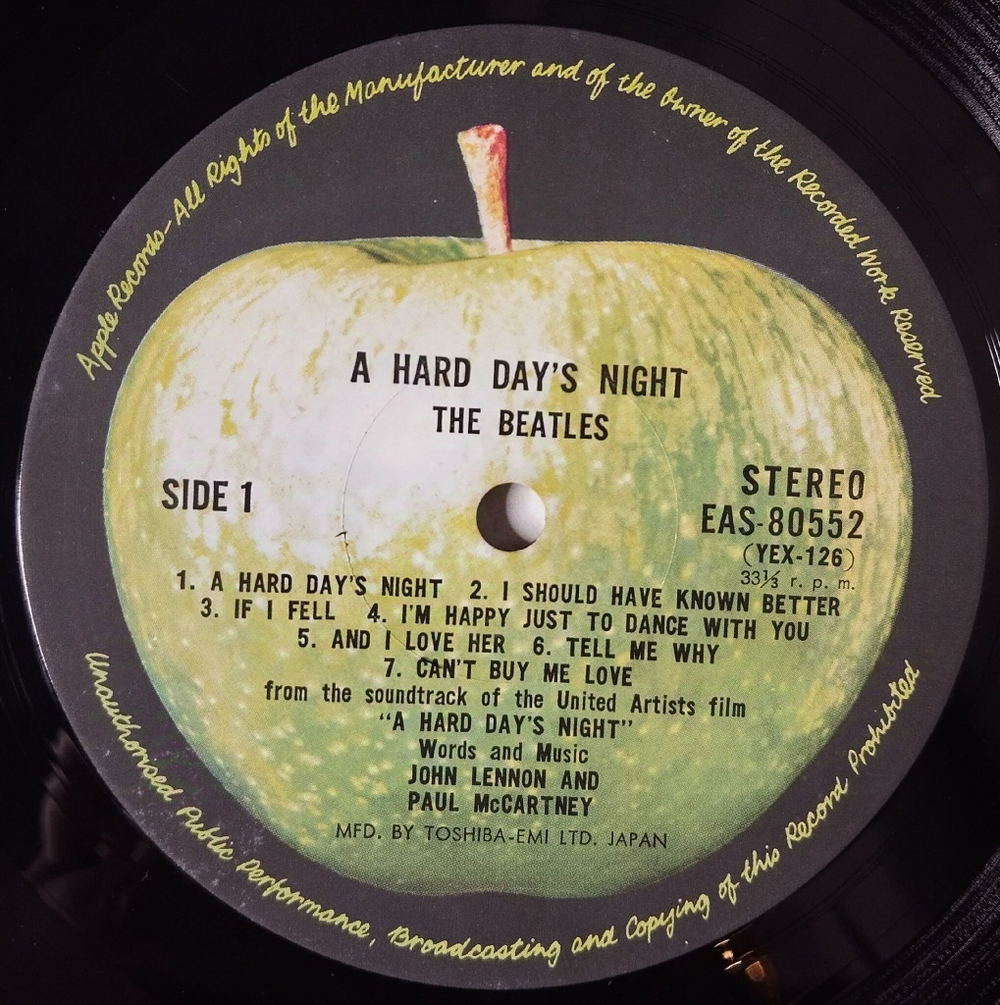 Apple Records - All Rights of the Manufacturer and of the Owner of the Recorded Work Reserved
A HARD DAY'S NIGHT
THE BEATLES
SIDE 1
STEREO
EAS-80552
(YEX-126)
33⅓ r. p. m.
1. A HARD DAY'S NIGHT 2. I SHOULD HAVE KNOWN BETTER
3. IF I FELL 4. I'M HAPPY JUST TO DANCE WITH YOU
5. AND I LOVE HER 6. TELL ME WHY
7. CAN'T BUY ME LOVE
from the soundtrack of the United Artists film
“A HARD DAY'S NIGHT”
Words and Music
JOHN LENNON AND
PAUL McCARTNEY
MFD. BY TOSHIBA-EMI LTD. JAPAN
Unauthorised Public Performance, Broadcasting and Copying of this Record Prohibited